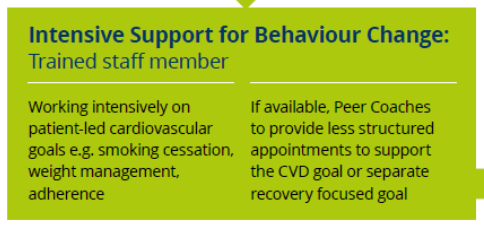 Intensive Support for Behaviour Change:
Trained staff member
Working intensively on
patient-led cardiovascular
goals e.g. smoking cessation,
weight management,
adherence
If available, Peer Coaches
to provide less structured
appointments to support
the CVD goal or separate
recovery focused goal